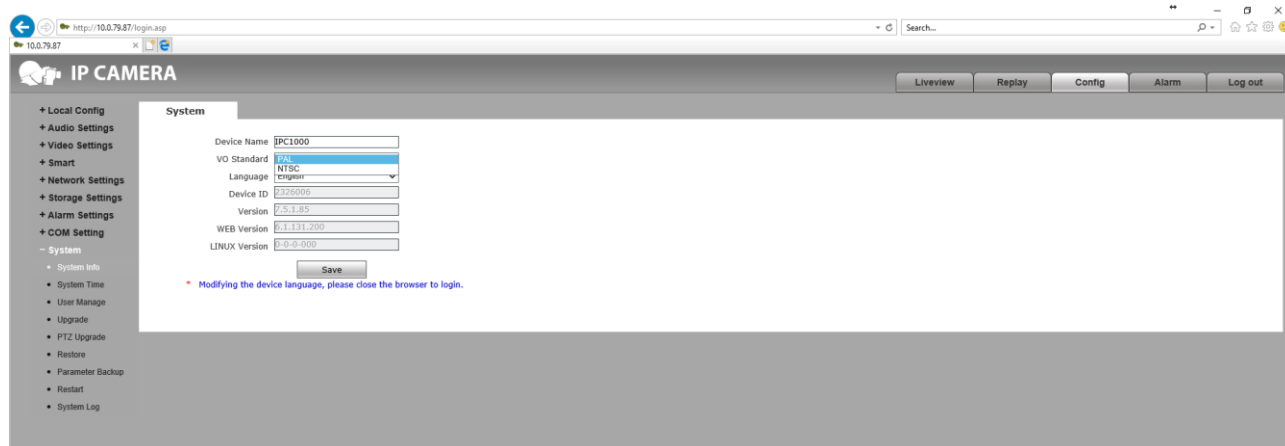 http://10.0.79.87/login.asp
Search...
10.0.79.87
IP CAMERA
Liveview Replay Config Alarm Log out
+ Local Config
+ Audio Settings
+ Video Settings
+ Smart
+ Network Settings
+ Storage Settings
+ Alarm Settings
+ COM Setting
− System
• System Info
• System Time
• User Manage
• Upgrade
• PTZ Upgrade
• Restore
• Parameter Backup
• Restart
• System Log
System
Device Name IPC1000
VO Standard PAL
NTSC
Language English
Device ID 2326006
Version 7.5.1.85
WEB Version 6.1.131.200
LINUX Version 0-0-0-000
Save
* Modifying the device language, please close the browser to login.